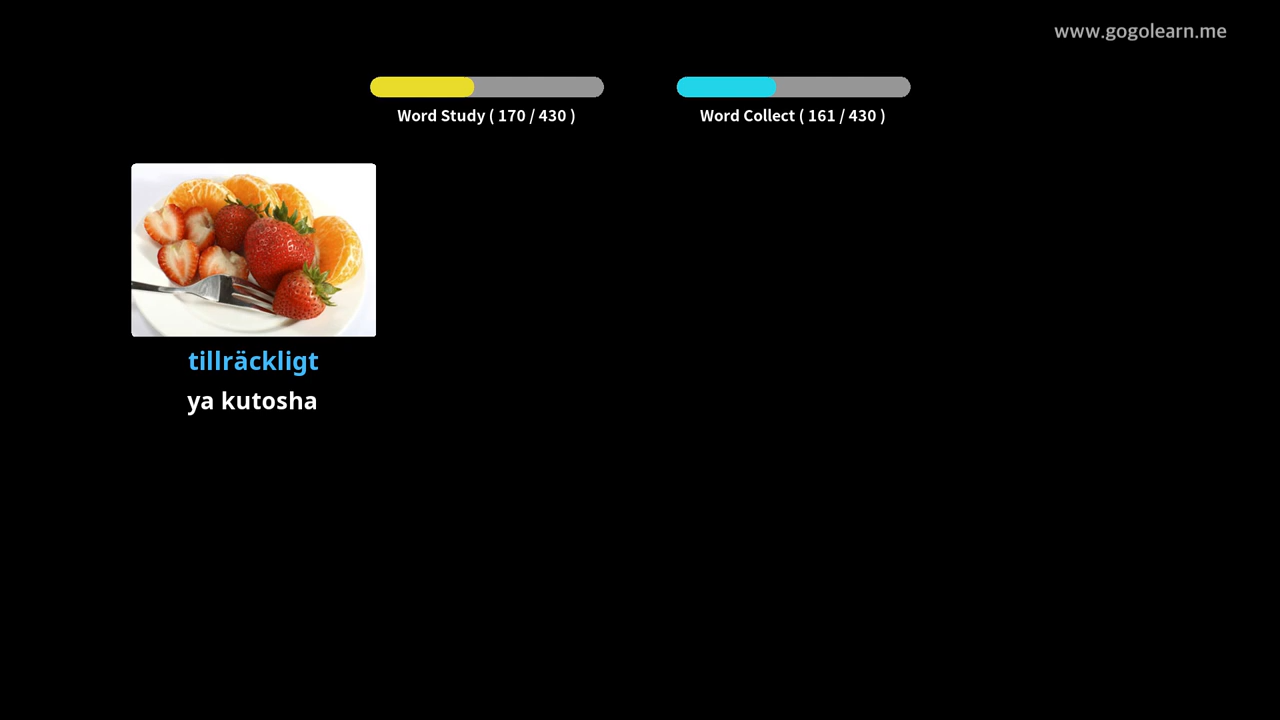 www.gogolearn.me
Word Study ( 170 / 430 )
Word Collect ( 161 / 430 )
tillräckligt
ya kutosha